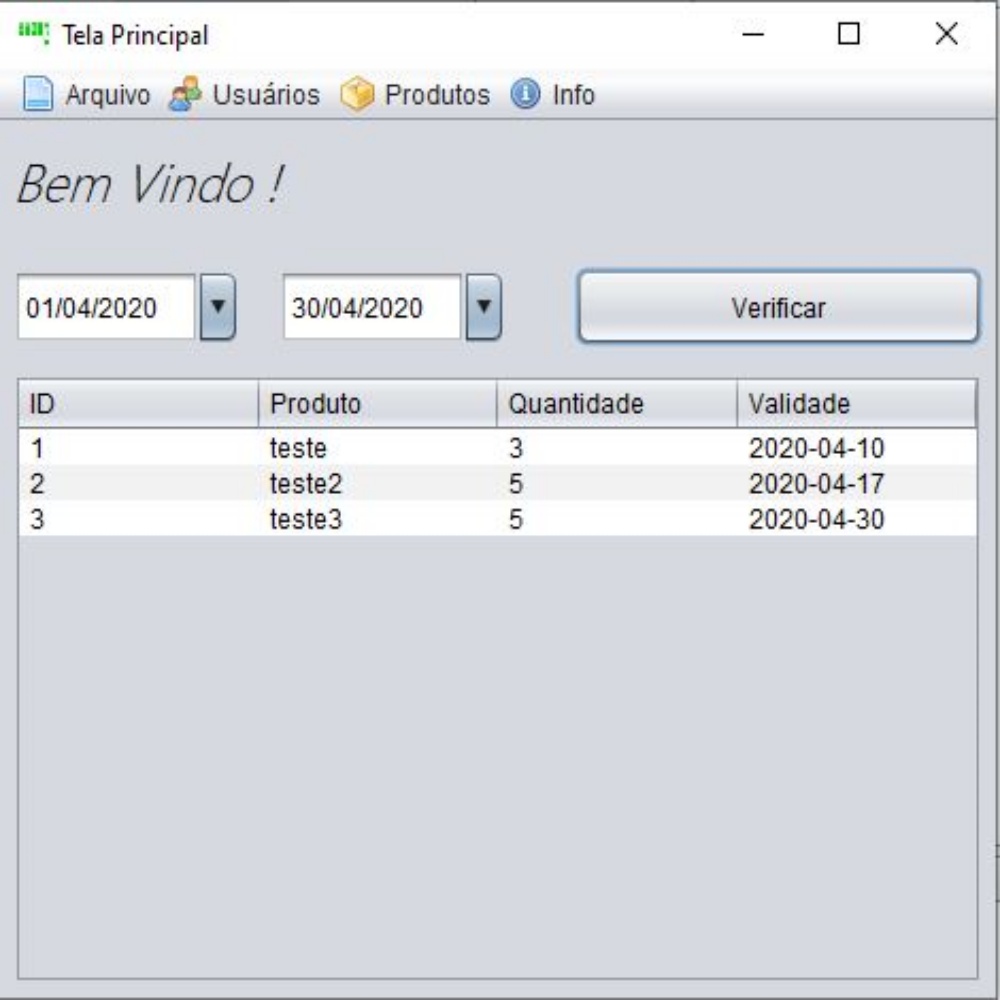 Tela Principal
Arquivo Usuários Produtos Info
Bem Vindo !
01/04/2020 30/04/2020 Verificar
ID Produto Quantidade Validade
1 teste 3 2020-04-10
2 teste2 5 2020-04-17
3 teste3 5 2020-04-30